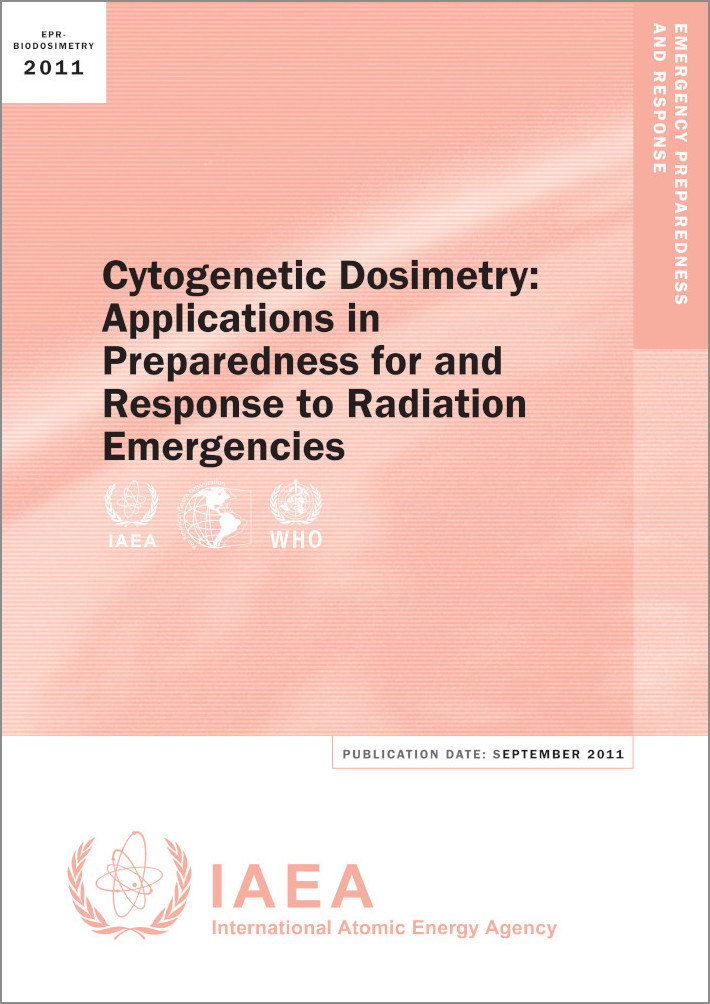 EPR-
BIODOSIMETRY
2011
EMERGENCY PREPAREDNESS
AND RESPONSE
Cytogenetic Dosimetry:
Applications in
Preparedness for and
Response to Radiation
Emergencies
IAEA
WHO
PUBLICATION DATE: SEPTEMBER 2011
IAEA
International Atomic Energy Agency